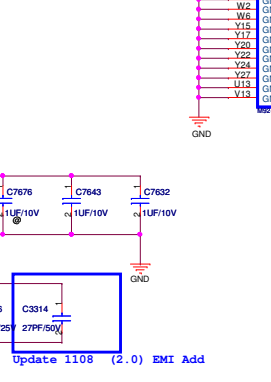 W2
W6
Y15
Y17
Y20
Y22
Y24
Y27
U13
V13
GND
C7676
C7643
C7632
1UF/10V
1UF/10V
1UF/10V
@
GND
C3314
/25V
27PF/50V
Update 1108 (2.0) EMI Add